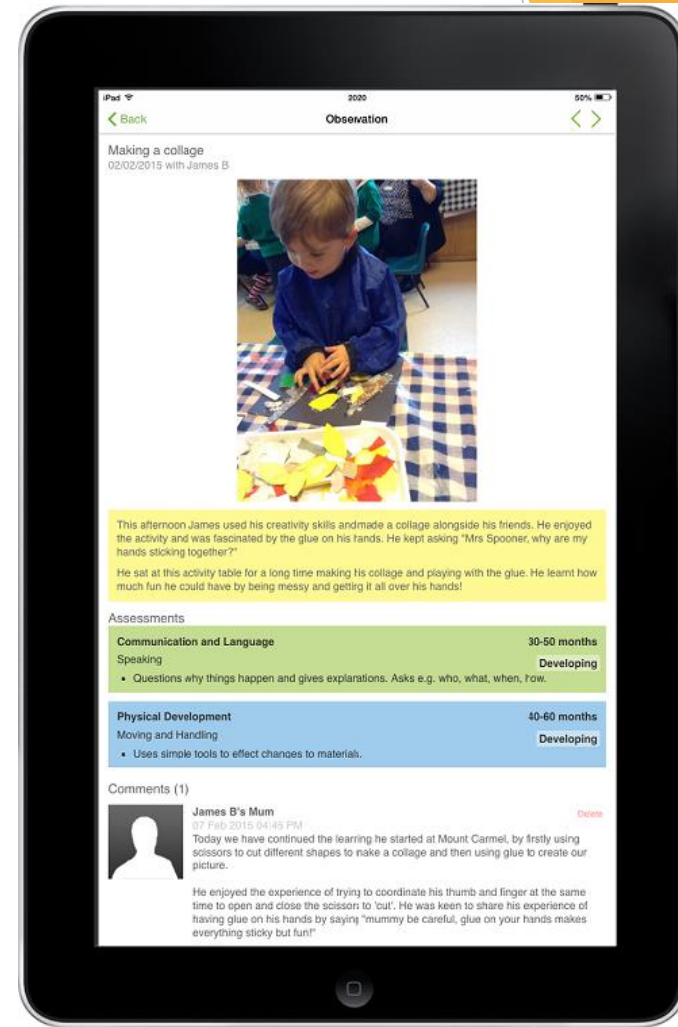 iPad 2020 50%
Back Observation
Making a collage
02/02/2015 with James B
This afternoon James used his creativity skills andmade a collage alongside his friends. He enjoyed
the activity and was fascinated by the glue on his hands. He kept asking "Mrs Spooner, why are my
hands sticking together?"
He sat at this activity table for a long time making his collage and playing with the glue. He learnt how
much fun he could have by being messy and getting it all over his hands!
Assessments
Communication and Language 30-50 months
Speaking Developing
• Questions why things happen and gives explanations. Asks e.g. who, what, when, how.
Physical Development 40-60 months
Moving and Handling Developing
• Uses simple tools to effect changes to materials.
Comments (1)
James B's Mum Delete
07 Feb 2015 04:45 PM
Today we have continued the learning he started at Mount Carmel, by firstly using
scissors to cut different shapes to make a collage and then using glue to create our
picture.
He enjoyed the experience of trying to coordinate his thumb and finger at the same
time to open and close the scissors to 'cut'. He was keen to share his experience of
having glue on his hands by saying "mummy be careful, glue on your hands makes
everything sticky but fun!"